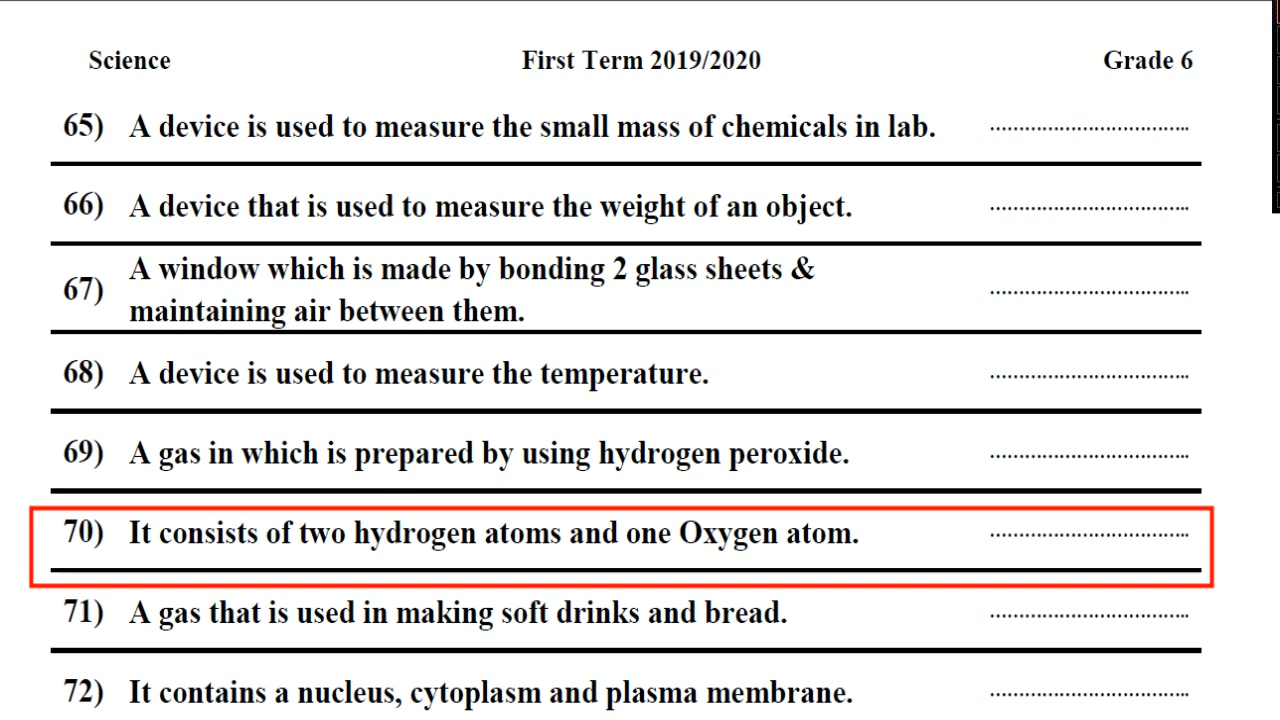 Science First Term 2019/2020 Grade 6
65) A device is used to measure the small mass of chemicals in lab. ......................................
66) A device that is used to measure the weight of an object. ......................................
67) A window which is made by bonding 2 glass sheets &
maintaining air between them. ......................................
68) A device is used to measure the temperature. ......................................
69) A gas in which is prepared by using hydrogen peroxide. ......................................
70) It consists of two hydrogen atoms and one Oxygen atom. ......................................
71) A gas that is used in making soft drinks and bread. ......................................
72) It contains a nucleus, cytoplasm and plasma membrane. ......................................